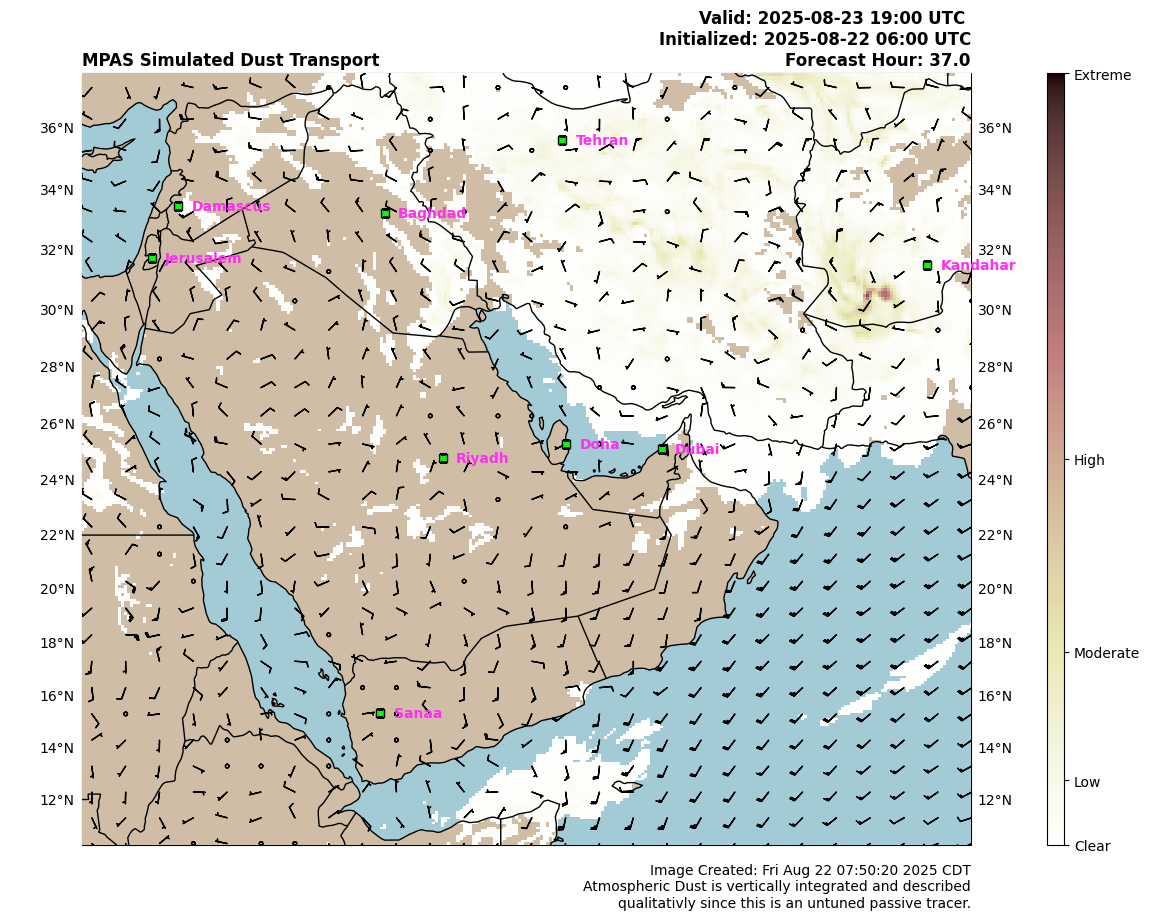 Valid: 2025-08-23 19:00 UTC
Initialized: 2025-08-22 06:00 UTC
MPAS Simulated Dust Transport Forecast Hour: 37.0
Extreme
36°N 36°N
Tehran
34°N 34°N
Damascus
Baghdad
32°N 32°N
Jerusalem
Kandahar
30°N 30°N
28°N 28°N
26°N 26°N
Doha
Dubai
Riyadh
High
24°N 24°N
22°N 22°N
20°N 20°N
18°N 18°N
Moderate
16°N 16°N
Sanaa
14°N 14°N
Low
12°N 12°N
Clear
Image Created: Fri Aug 22 07:50:20 2025 CDT
Atmospheric Dust is vertically integrated and described
qualitativly since this is an untuned passive tracer.